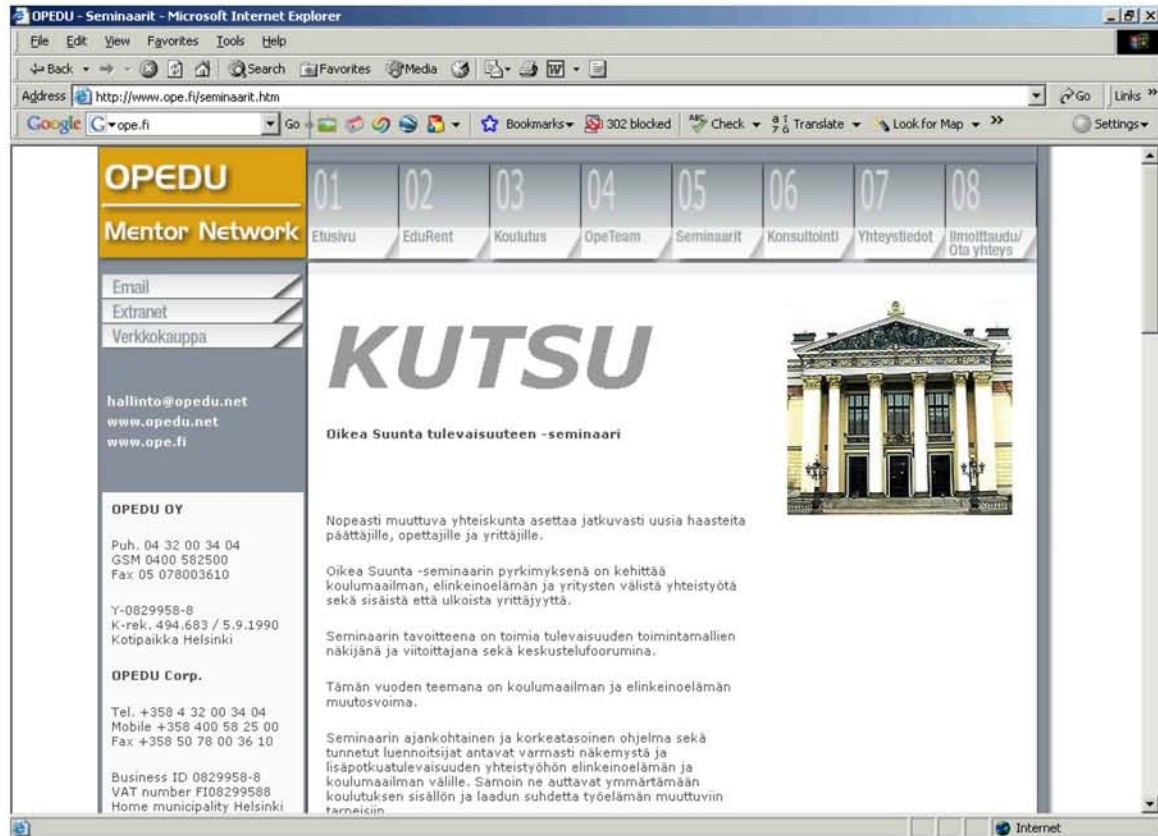 OPEDU - Seminaarit - Microsoft Internet Explorer
File Edit View Favorites Tools Help
Back Search Favorites Media
Address http://www.ope.fi/seminaarit.htm Go Links »
Google G ope.fi Go Bookmarks 302 blocked Check Translate Look for Map » Settings
OPEDU
Mentor Network
01 02 03 04 05 06 07 08
Etusivu EduRent Koulutus OpeTeam Seminaarit Konsultointi Yhteystiedot Ilmoittaudu/
Ota yhteys
Email
Extranet
Verkkokauppa
hallinto@opedu.net
www.opedu.net
www.ope.fi
OPEDU OY
Puh. 04 32 00 34 04
GSM 0400 582500
Fax 05 078003610
Y-0829958-8
K-rek. 494.683 / 5.9.1990
Kotipaikka Helsinki
OPEDU Corp.
Tel. +358 4 32 00 34 04
Mobile +358 400 58 25 00
Fax +358 50 78 00 36 10
Business ID 0829958-8
VAT number FI08299588
Home municipality Helsinki
KUTSU
Oikea Suunta tulevaisuuteen -seminaari
Nopeasti muuttuva yhteiskunta asettaa jatkuvasti uusia haasteita
päättäjille, opettajille ja yrittäjille.
Oikea Suunta -seminaarin pyrkimyksenä on kehittää
koulumaailman, elinkeinoelämän ja yritysten välistä yhteistyötä
sekä sisäistä että ulkoista yrittäjyyttä.
Seminaarin tavoitteena on toimia tulevaisuuden toimintamallien
näkijänä ja viitoittajana sekä keskustelufoorumina.
Tämän vuoden teemana on koulumaailman ja elinkeinoelämän
muutosvoima.
Seminaarin ajankohtainen ja korkeatasoinen ohjelma sekä
tunnetut luennoitsijat antavat varmasti näkemystä ja
lisäpotkuatulevaisuuden yhteistyöhön elinkeinoelämän ja
koulumaailman välille. Samoin ne auttavat ymmärtämään
koulutuksen sisällön ja laadun suhdetta työelämän muuttuviin
tarpeisiin.
Internet